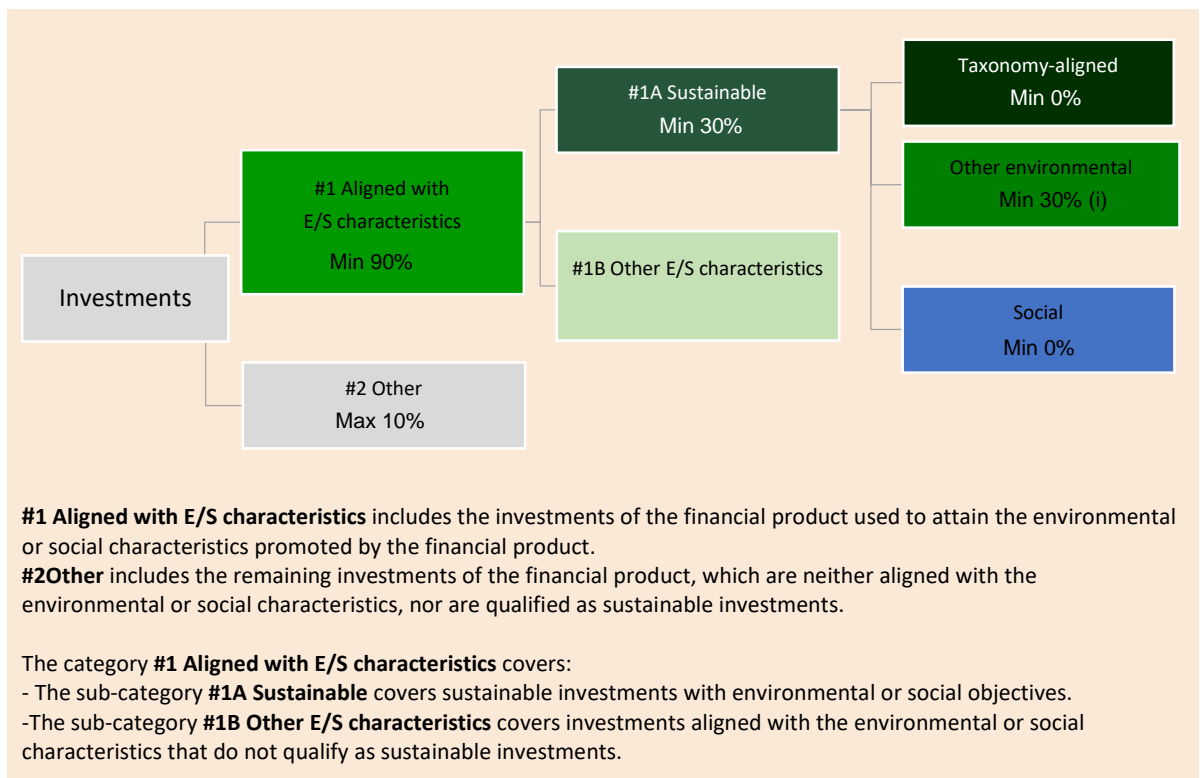 Taxonomy-aligned
Min 0%
#1A Sustainable
Min 30%
Other environmental
Min 30% (i)
#1 Aligned with
E/S characteristics
Min 90%
#1B Other E/S characteristics
Investments
Social
Min 0%
#2 Other
Max 10%
#1 Aligned with E/S characteristics includes the investments of the financial product used to attain the environmental
or social characteristics promoted by the financial product.
#2Other includes the remaining investments of the financial product, which are neither aligned with the
environmental or social characteristics, nor are qualified as sustainable investments.
The category #1 Aligned with E/S characteristics covers:
- The sub-category #1A Sustainable covers sustainable investments with environmental or social objectives.
-The sub-category #1B Other E/S characteristics covers investments aligned with the environmental or social
characteristics that do not qualify as sustainable investments.